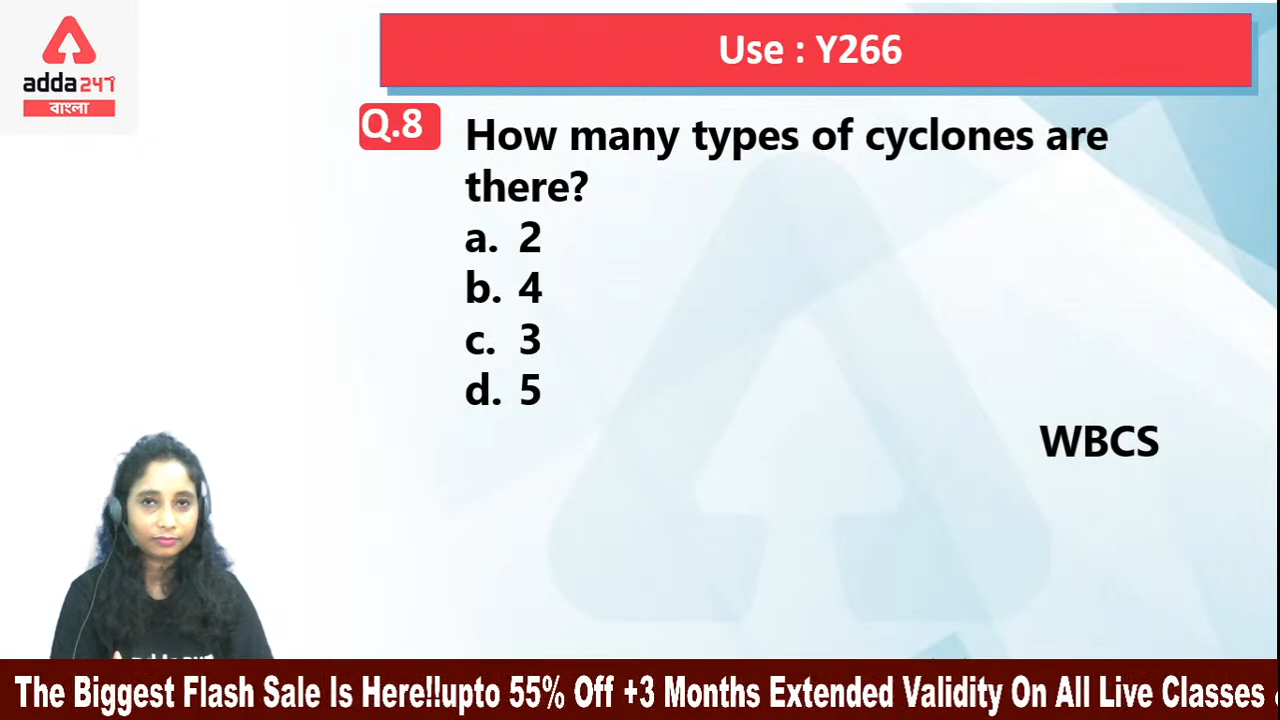 adda247
বাংলা
Use : Y266
Q.8 How many types of cyclones are
there?
a. 2
b. 4
c. 3
d. 5
WBCS
The Biggest Flash Sale Is Here!!upto 55% Off +3 Months Extended Validity On All Live Classes